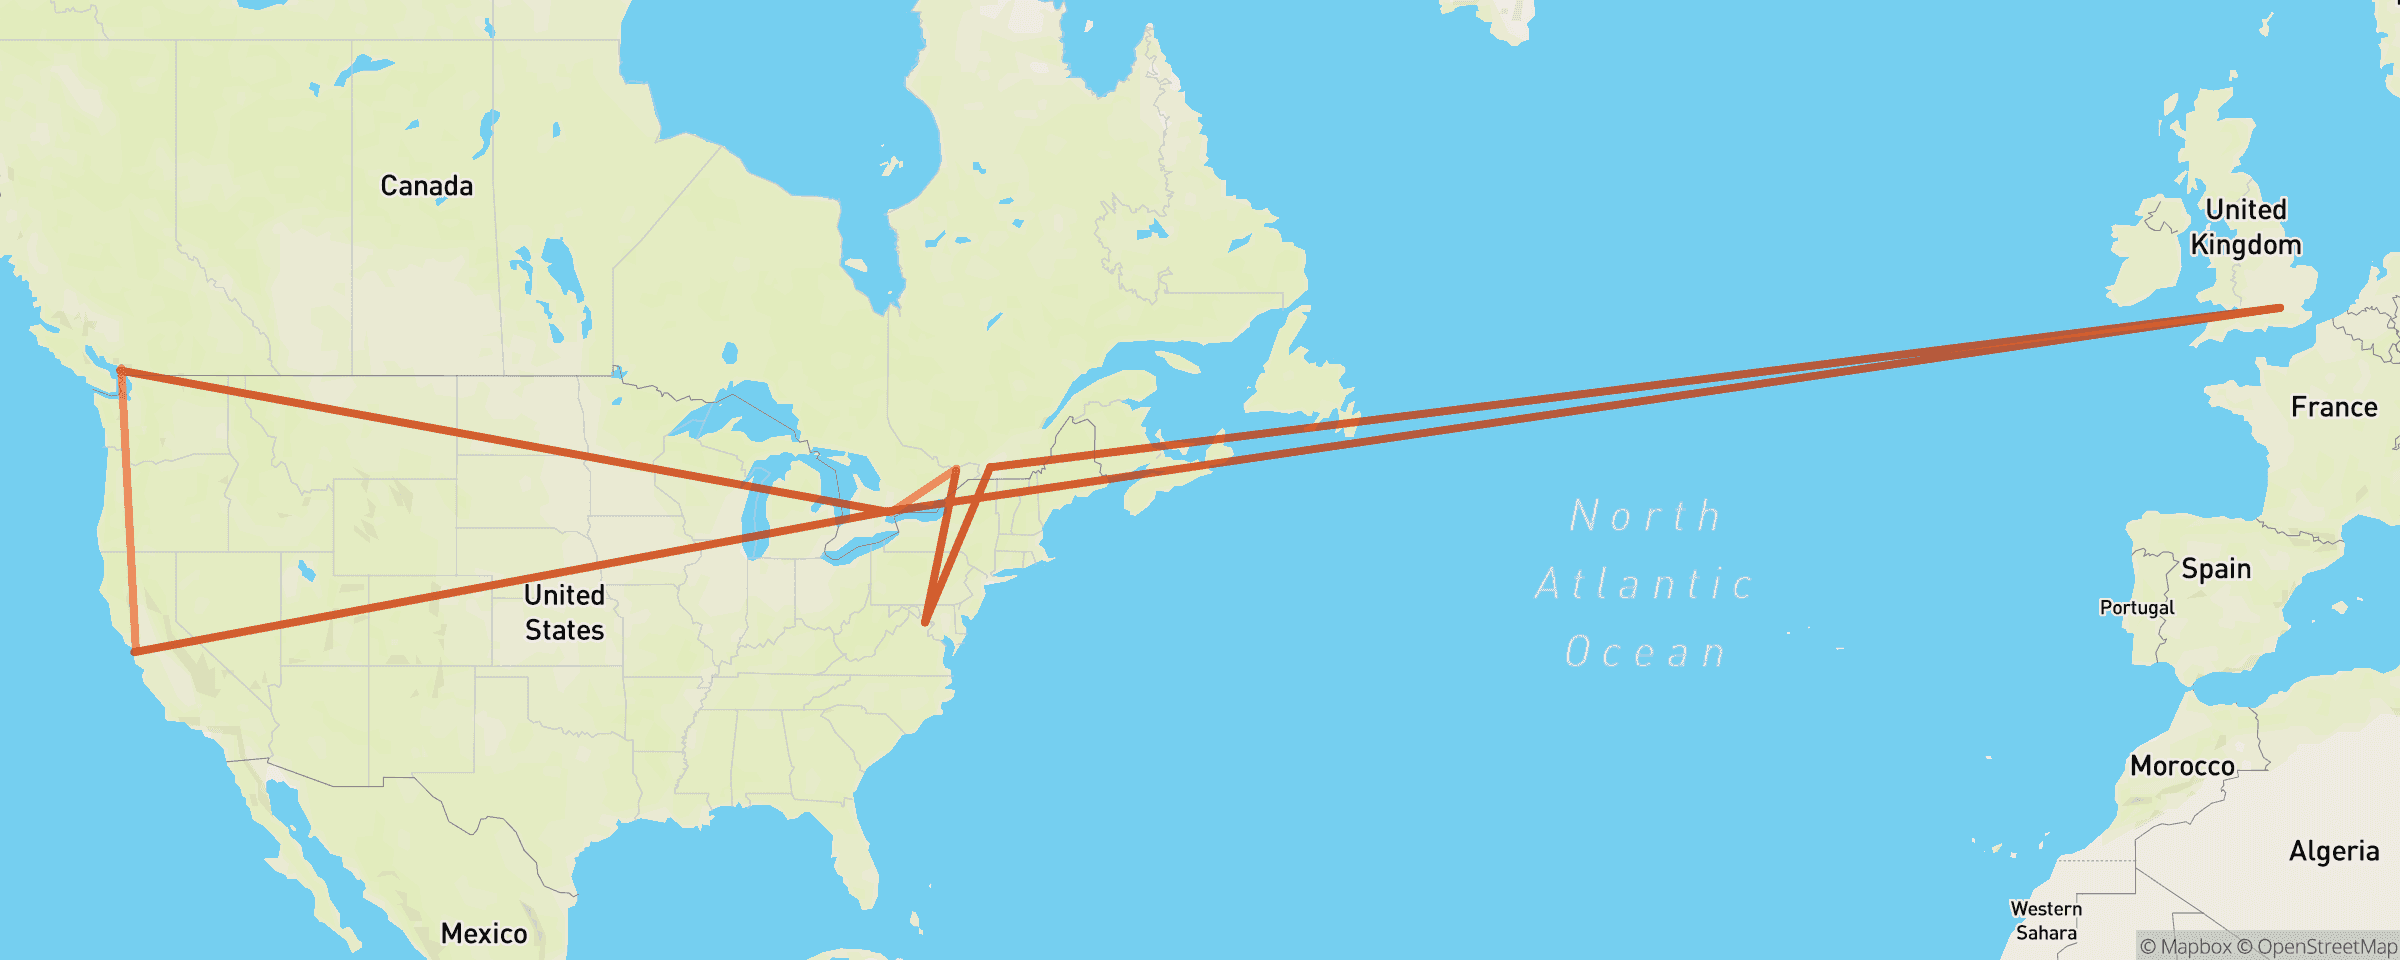 Canada
United
Kingdom
France
North
Atlantic
Ocean
Spain
Portugal
United
States
Morocco
Algeria
Western
Sahara
Mexico
© Mapbox © OpenStreetMap